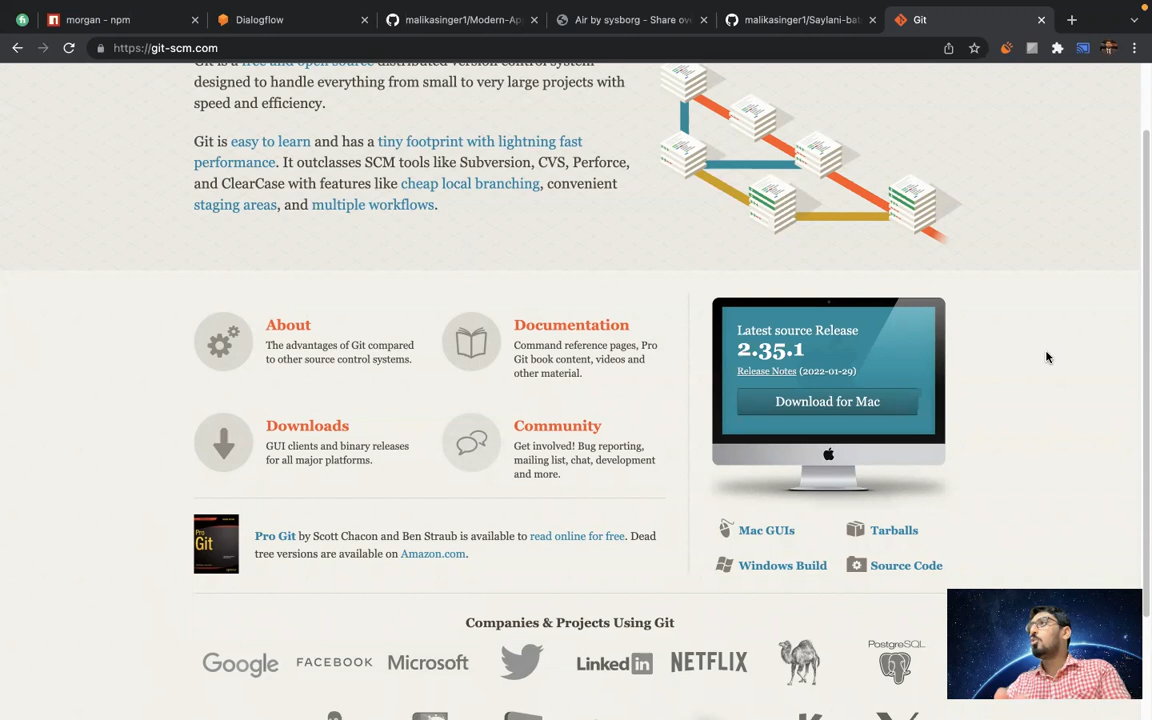 morgan - npm
Dialogflow
malikasinger1/Modern-Ap
Air by sysborg - Share ov
malikasinger1/Saylani-bat
Git
https://git-scm.com
Git is a free and open source distributed version control system
designed to handle everything from small to very large projects with
speed and efficiency.
Git is easy to learn and has a tiny footprint with lightning fast
performance. It outclasses SCM tools like Subversion, CVS, Perforce,
and ClearCase with features like cheap local branching, convenient
staging areas, and multiple workflows.
About
The advantages of Git compared
to other source control systems.
Documentation
Command reference pages, Pro
Git book content, videos and
other material.
Downloads
GUI clients and binary releases
for all major platforms.
Community
Get involved! Bug reporting,
mailing list, chat, development
and more.
Latest source Release
2.35.1
Release Notes (2022-01-29)
Download for Mac
Mac GUIs
Tarballs
Windows Build
Source Code
Pro
Git
Pro Git by Scott Chacon and Ben Straub is available to read online for free. Dead
tree versions are available on Amazon.com.
Companies & Projects Using Git
Google
FACEBOOK
Microsoft
Linked in
NETFLIX
PostgreSQL